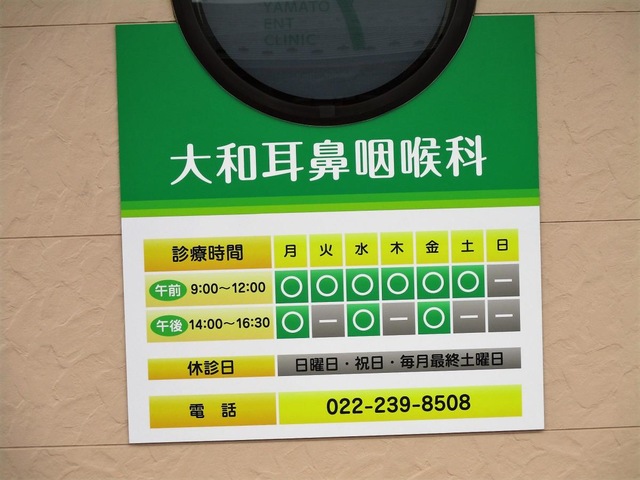 YAMATO
ENT
CLINIC
大和耳鼻咽喉科
診療時間 月 火 水 木 金 土 日
午前 9:00〜12:00 ○ ○ ○ ○ ○ ○ ー
午後 14:00〜16:30 ○ ー ○ ー ○ ー ー
休診日 日曜日・祝日・毎月最終土曜日
電話 022-239-8508